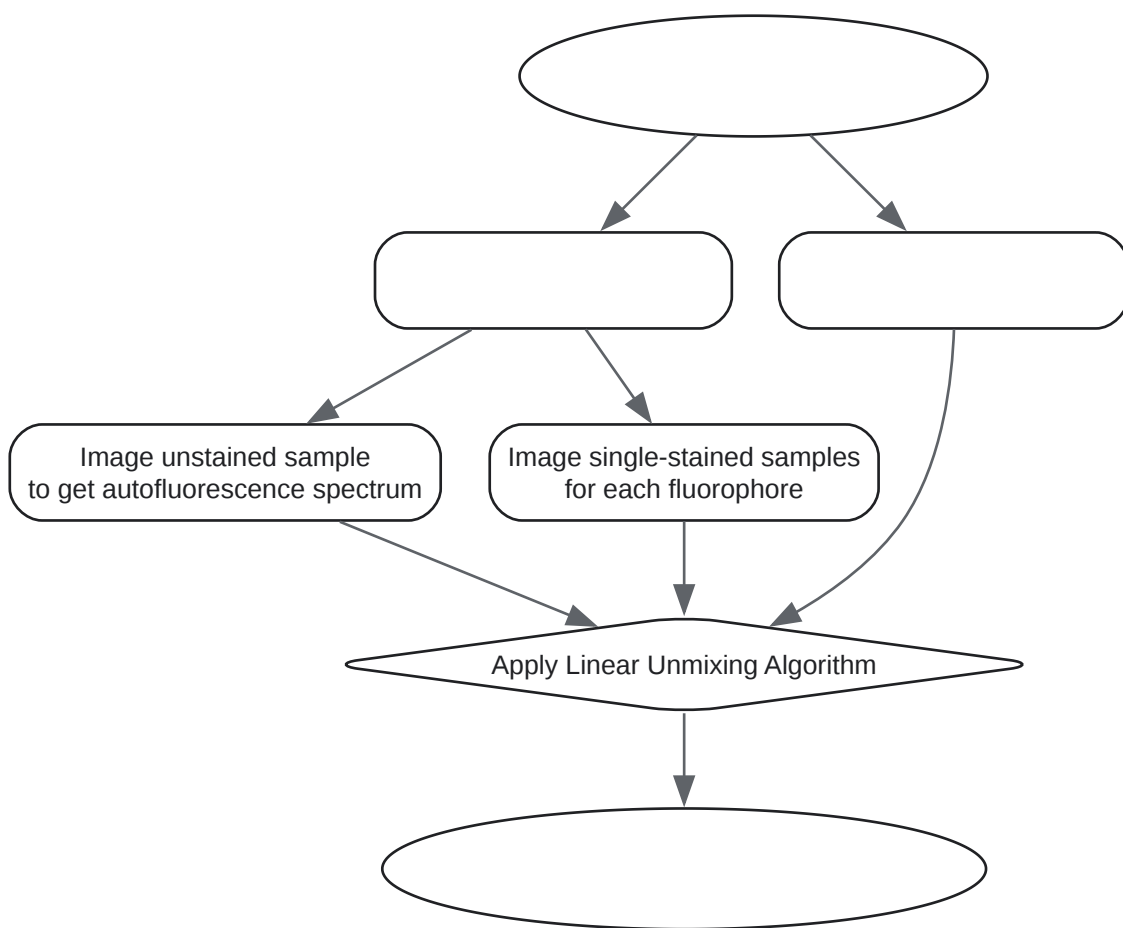 Image unstained sample
to get autofluorescence spectrum
Image single-stained samples
for each fluorophore
Apply Linear Unmixing Algorithm